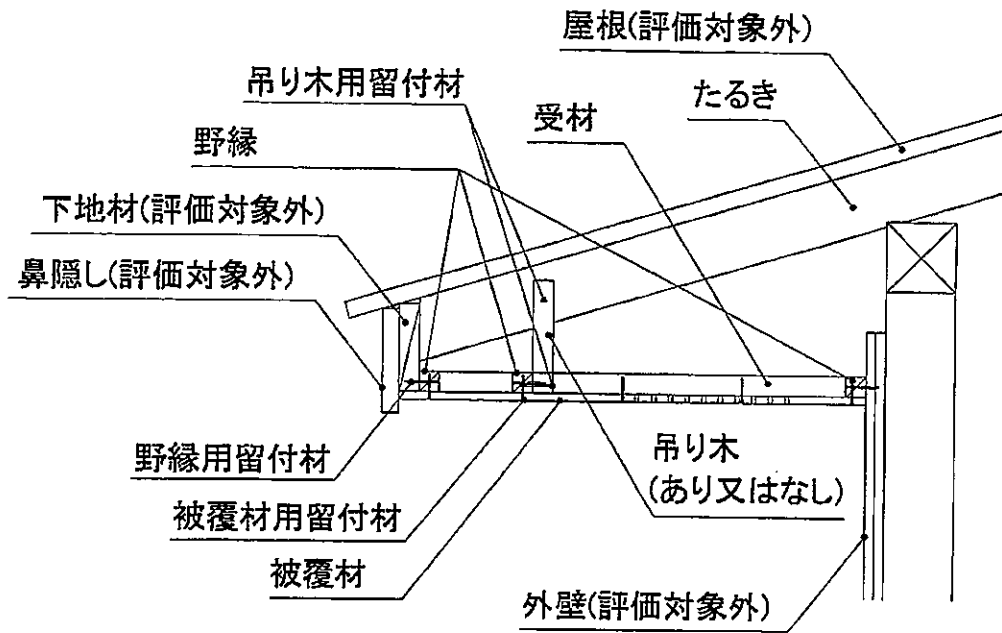 屋根(評価対象外)
吊り木用留付材
たるき
受材
野縁
下地材(評価対象外)
鼻隠し(評価対象外)
野縁用留付材
吊り木
(あり又はなし)
被覆材用留付材
被覆材
外壁(評価対象外)